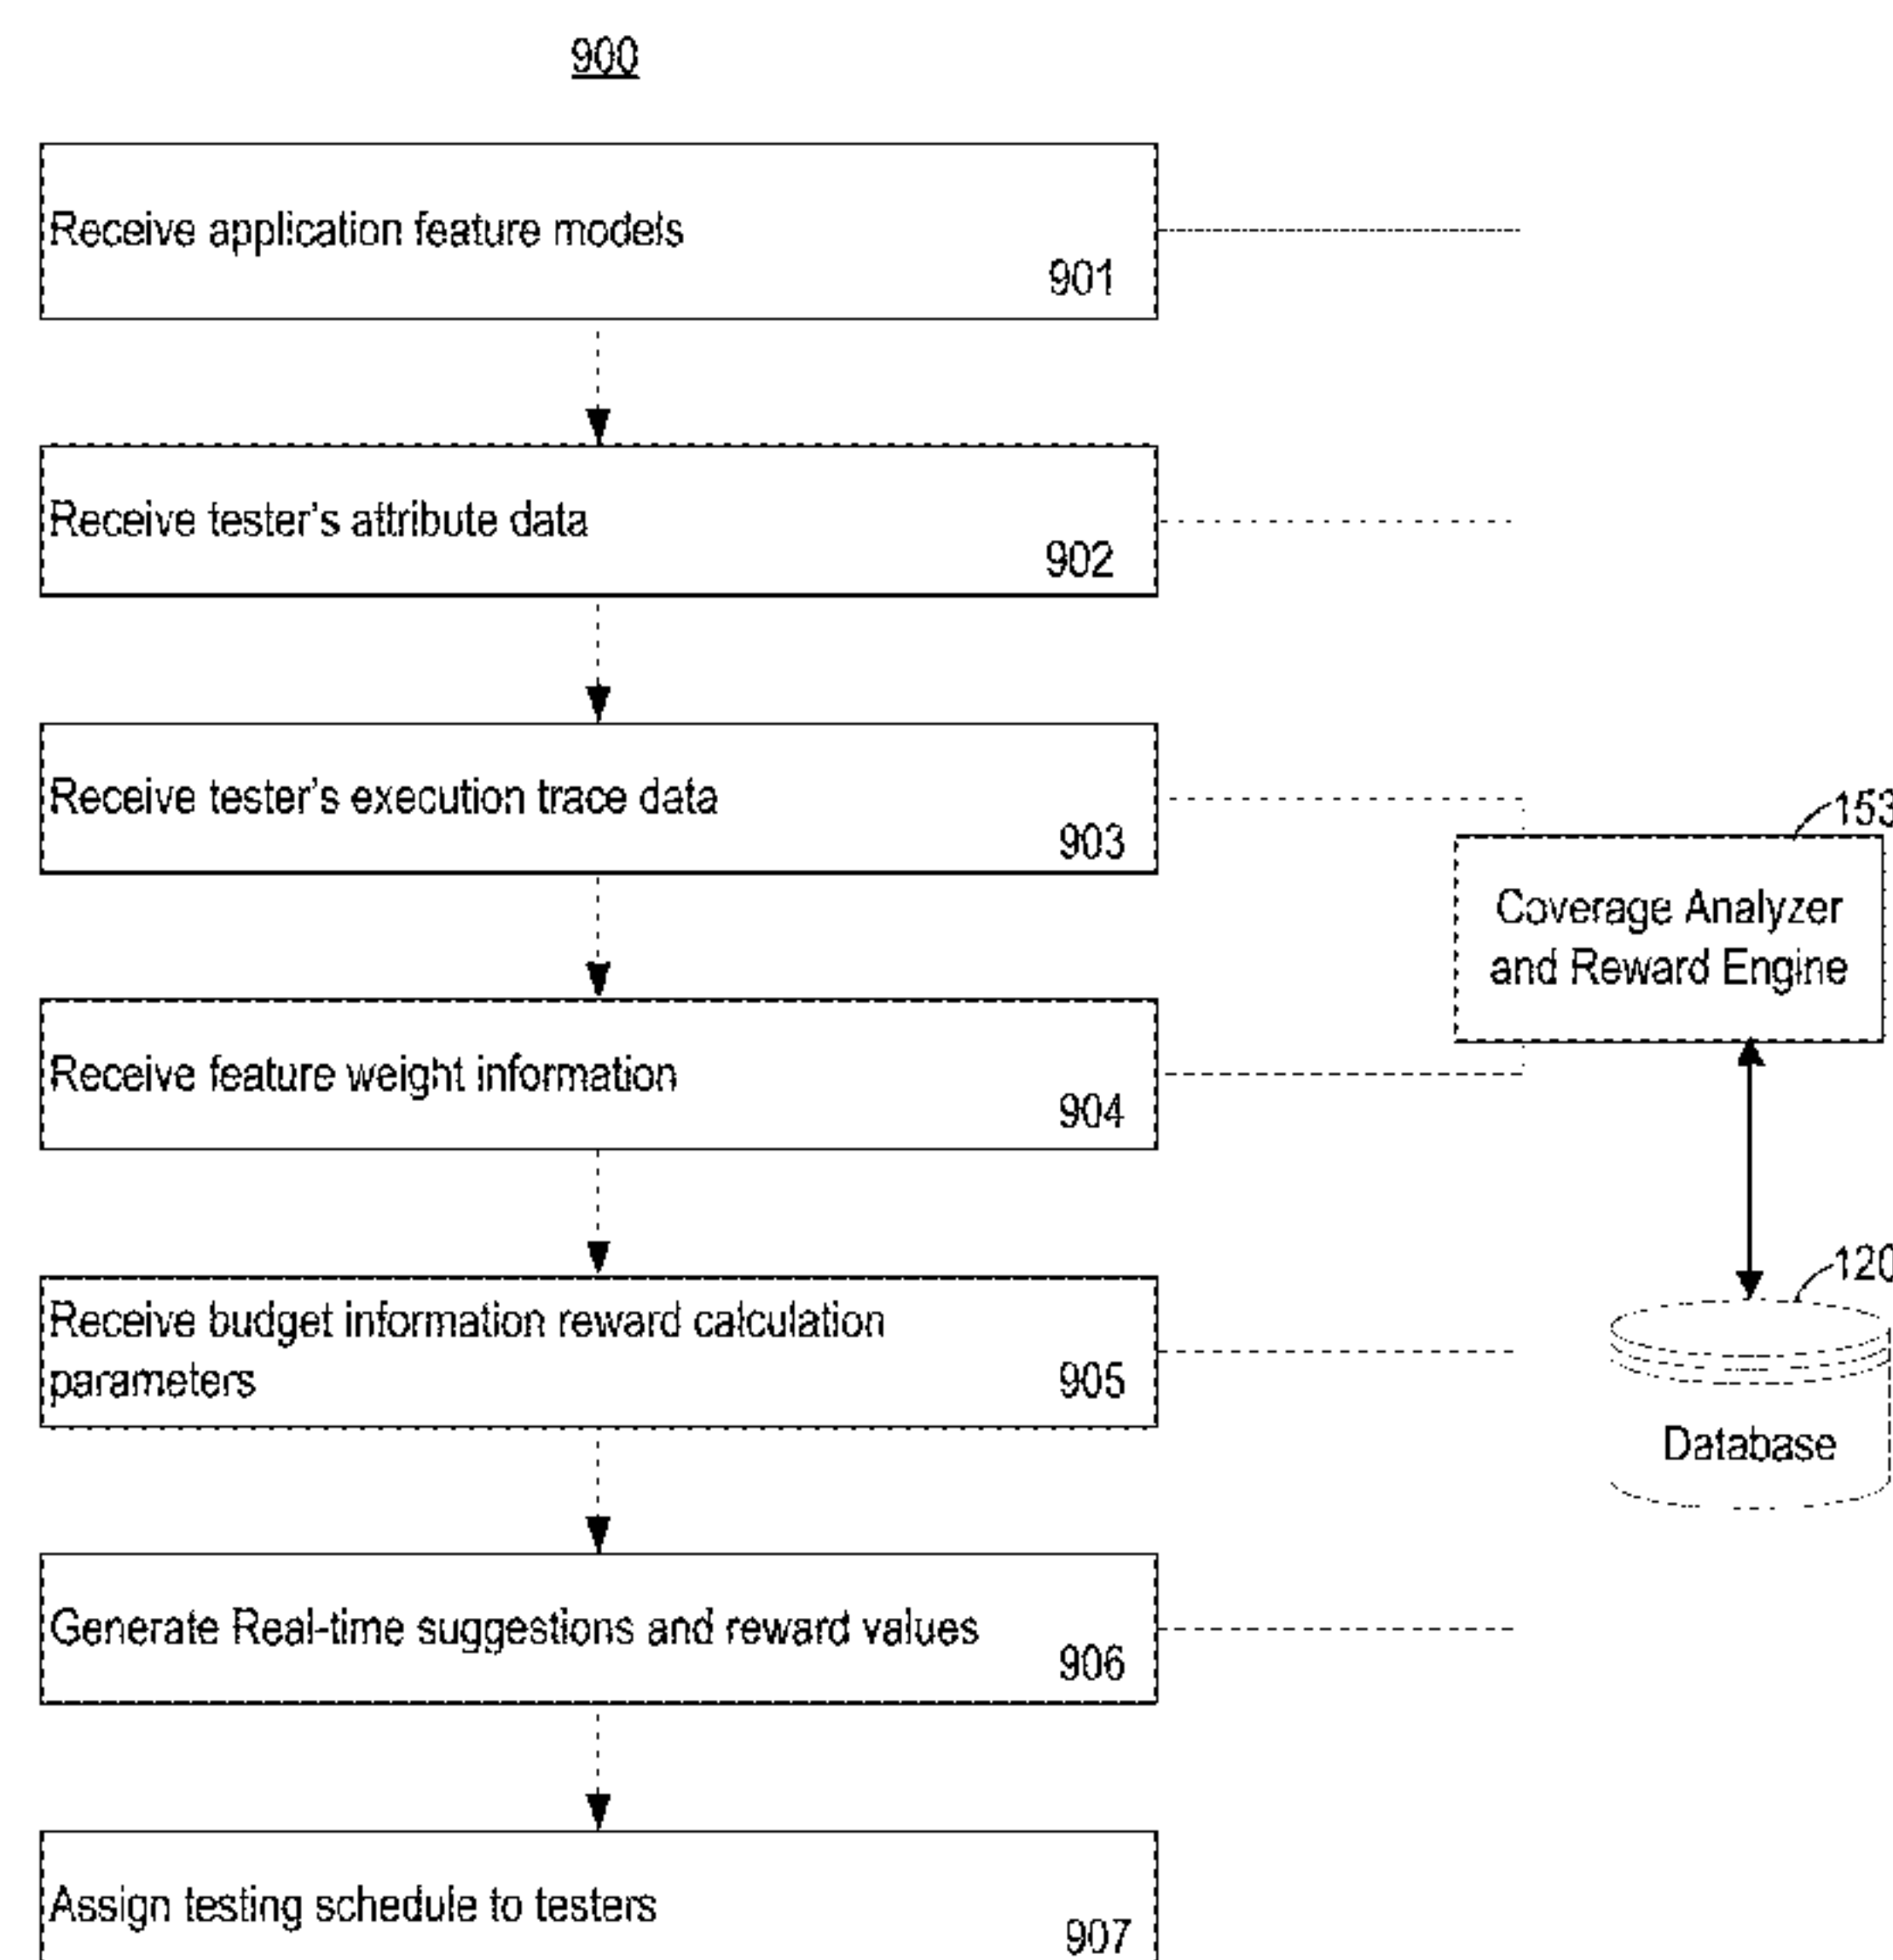 900
Receive application feature models
901
Receive tester's attribute data
902
Receive tester's execution trace data
903
153
Coverage Analyzer
and Reward Engine
Receive feature weight information
904
Receive budget information reward calculation
parameters
905
120
Database
Generate Real-time suggestions and reward values
906
Assign testing schedule to testers
907